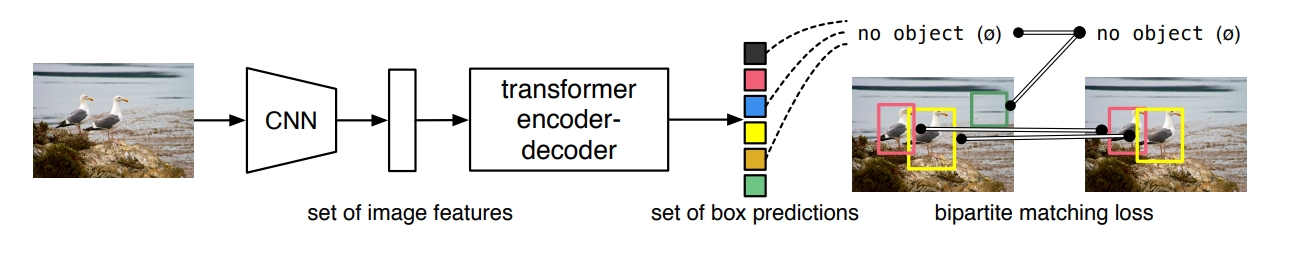 no object (ø)
no object (ø)
CNN
transformer
encoder-
decoder
set of image features
set of box predictions
bipartite matching loss